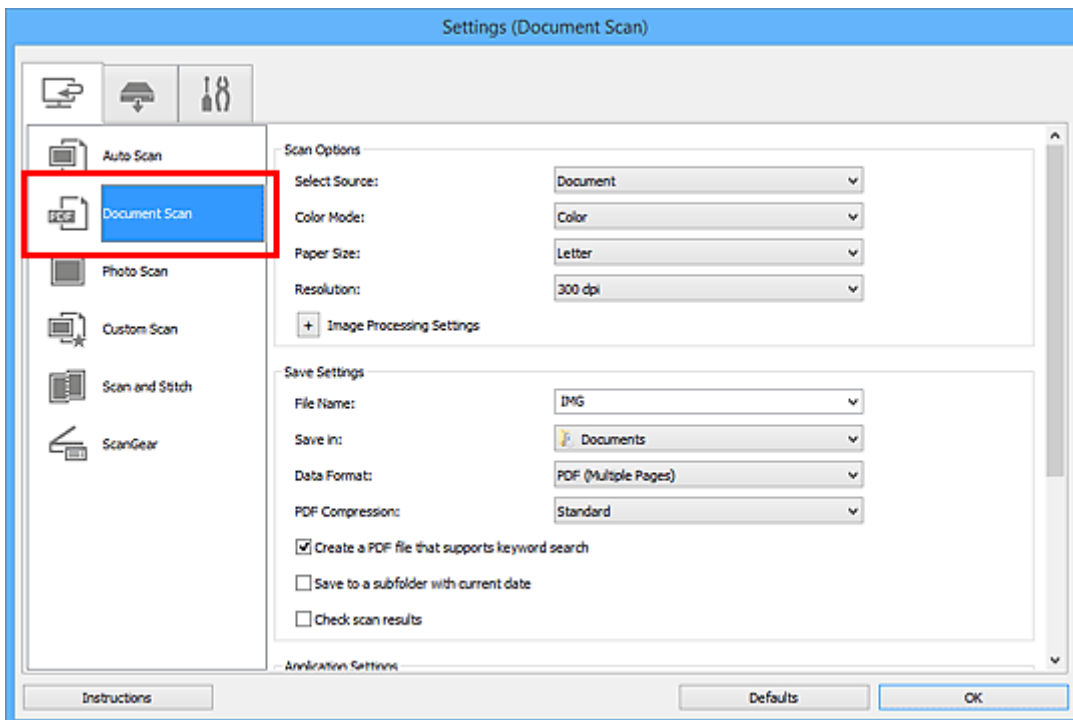 Settings (Document Scan)
Auto Scan
PDF
Document Scan
Photo Scan
Custom Scan
Scan and Stitch
ScanGear
Scan Options
Select Source: Document
Color Mode: Color
Paper Size: Letter
Resolution: 300 dpi
+ Image Processing Settings
Save Settings
File Name: IMG
Save in: Documents
Data Format: PDF (Multiple Pages)
PDF Compression: Standard
Create a PDF file that supports keyword search
Save to a subfolder with current date
Check scan results
Application Settings
Instructions Defaults OK